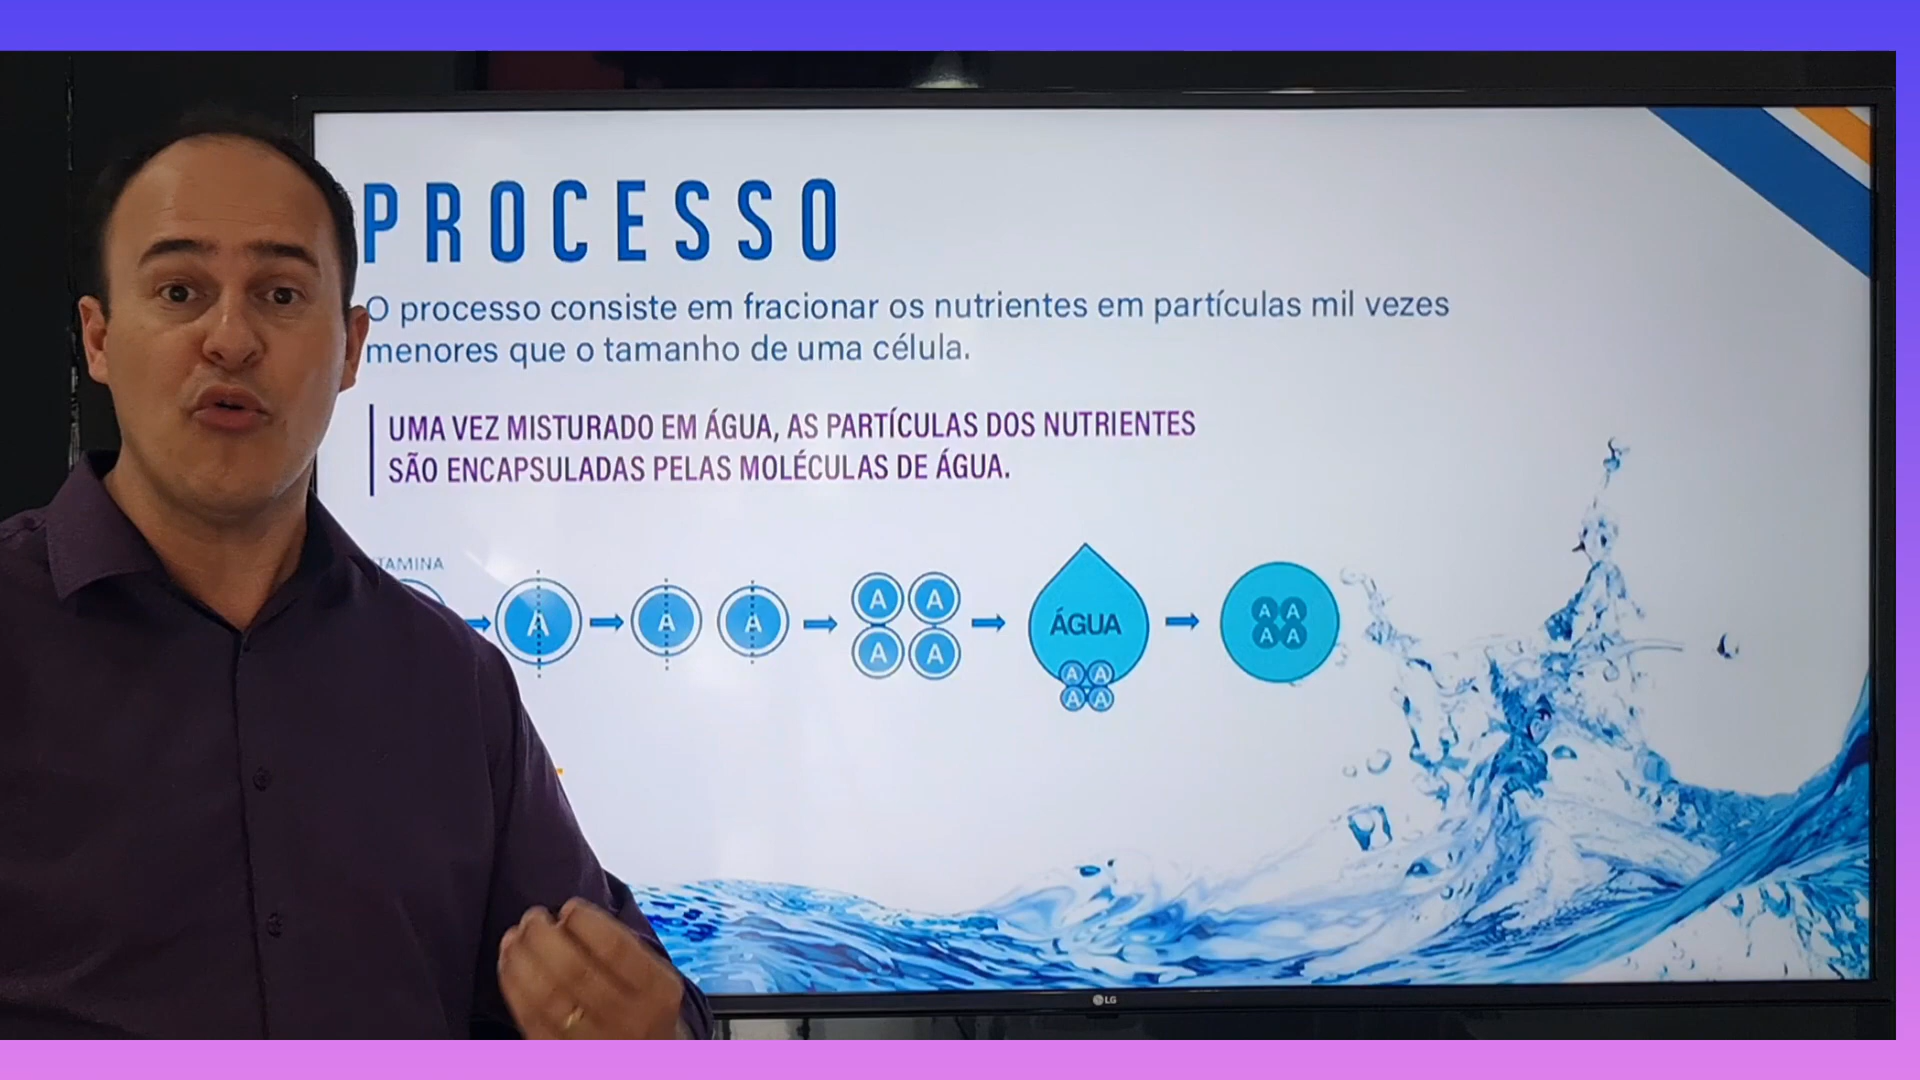 PROCESSO
O processo consiste em fracionar os nutrientes em partículas mil vezes
menores que o tamanho de uma célula.
UMA VEZ MISTURADO EM ÁGUA, AS PARTÍCULAS DOS NUTRIENTES
SÃO ENCAPSULADAS PELAS MOLÉCULAS DE ÁGUA.
TAMINA
A A A A A ÁGUA A A
A A A A
A A
A A
LG